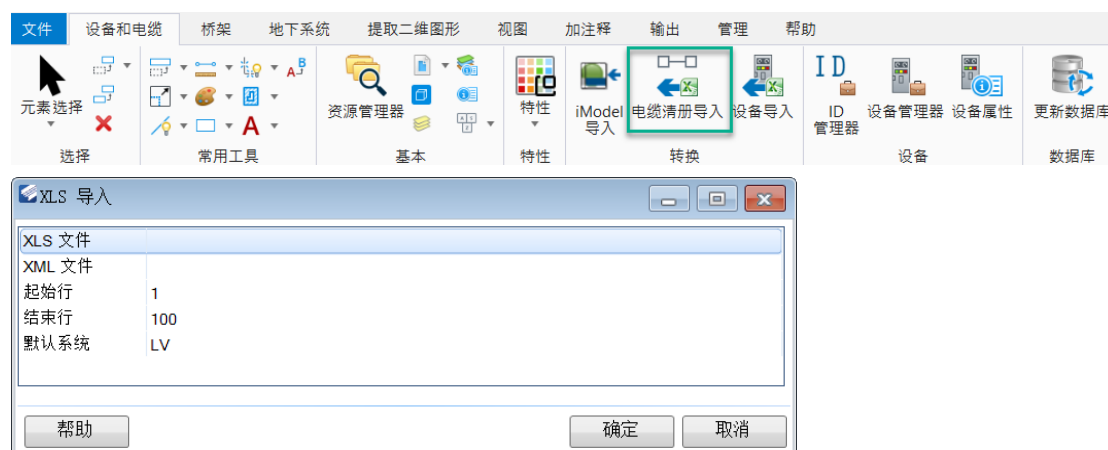 文件 设备和电缆 桥架 地下系统 提取二维图形 视图 加注释 输出 管理 帮助
元素选择
资源管理器 特性 iModel 导入 电缆清册导入 设备导入 ID 管理器 设备管理器 设备属性 更新数据库
选择 常用工具 基本 特性 转换 设备 数据库
XLS 导入
XLS 文件
XML 文件
起始行 1
结束行 100
默认系统 LV
帮助 确定 取消